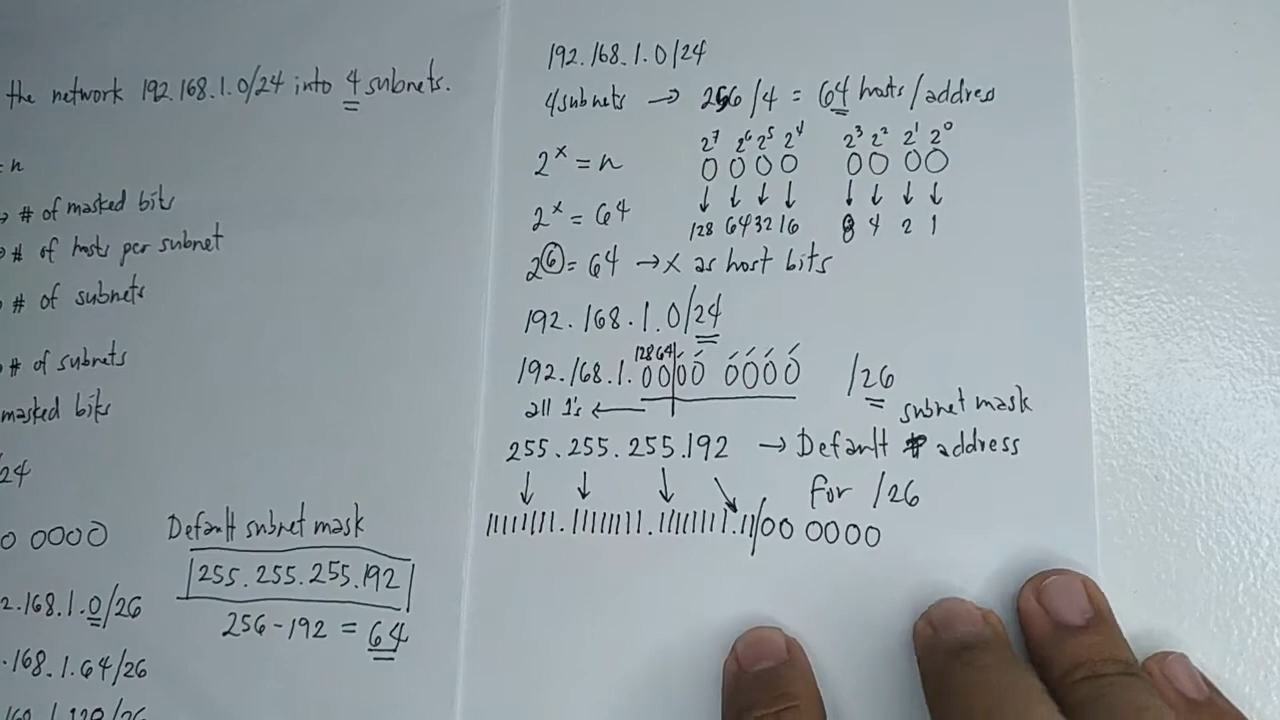 the network 192.168.1.0/24 into 4 subnets.
= n
# of masked bits
# of hosts per subnet
# of subnets
# of subnets
masked bits
24
0 0000
2.168.1.0/26
.168.1.64/26
Default subnet mask
255.255.255.192
256-192 = 64
192.168.1.0/24
4 subnets → 256/4 = 64 hosts/address
2^7 2^6 2^5 2^4 2^3 2^2 2^1 2^0
2^x = n 0 0 0 0 0 0 0 0
↓ ↓ ↓ ↓ ↓ ↓ ↓ ↓
2^x = 64 128 64 32 16 8 4 2 1
2^6 = 64 → x as host bits
192.168.1.0/24
128 64
192.168.1.00|00 0000 /26
all 1's ← subnet mask
255.255.255.192 → Default address
↓ ↓ ↓ ↘ for /26
11111111.11111111.11111111.11/00 0000